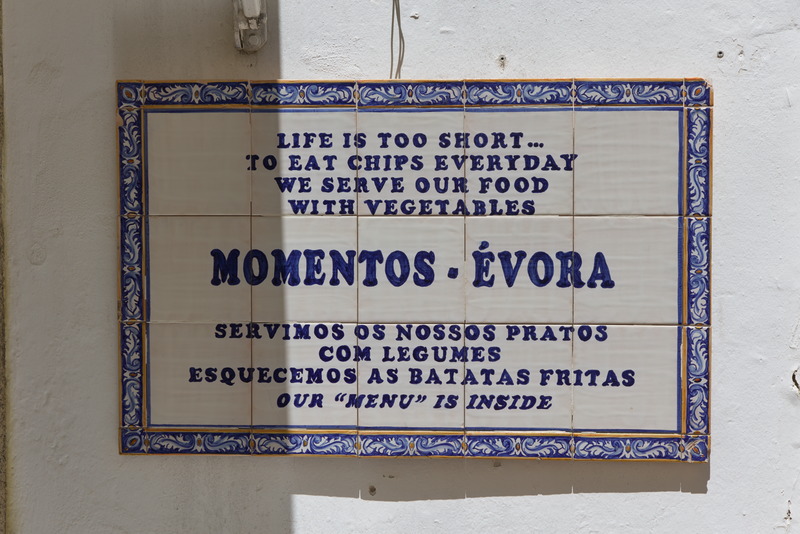 LIFE IS TOO SHORT...
TO EAT CHIPS EVERYDAY
WE SERVE OUR FOOD
WITH VEGETABLES
MOMENTOS - ÉVORA
SERVIMOS OS NOSSOS PRATOS
COM LEGUMES
ESQUECEMOS AS BATATAS FRITAS
OUR "MENU" IS INSIDE